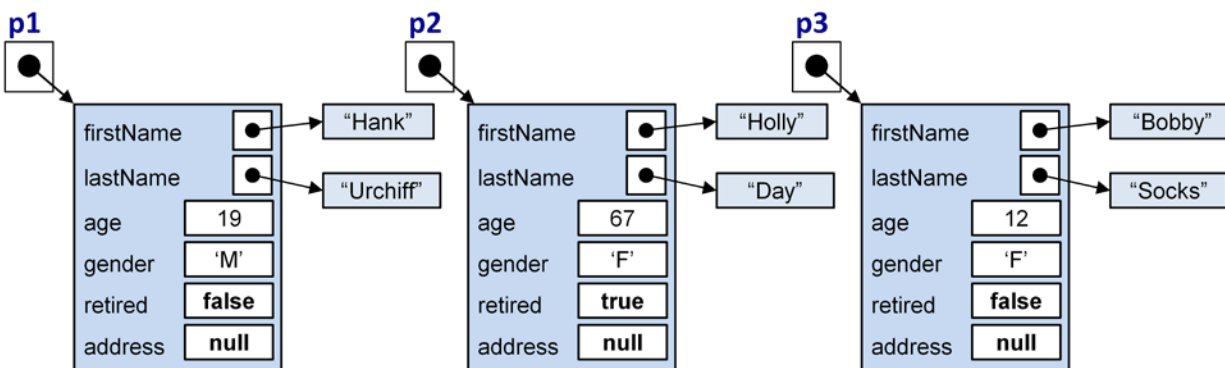 p1 p2 p3
firstName "Hank" firstName "Holly" firstName "Bobby"
lastName "Urchiff" lastName "Day" lastName "Socks"
age 19 age 67 age 12
gender 'M' gender 'F' gender 'F'
retired false retired true retired false
address null address null address null